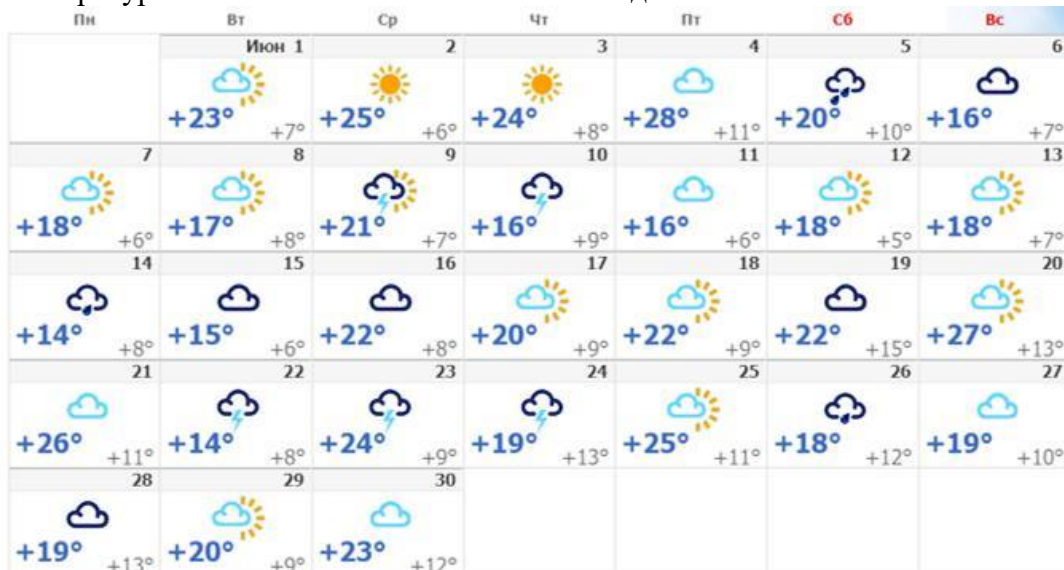 Пн Вт Ср Чт Пт Сб Вс
Июн 1 2 3 4 5 6
+23° +7° +25° +6° +24° +8° +28° +11° +20° +10° +16° +7°
7 8 9 10 11 12 13
+18° +6° +17° +8° +21° +7° +16° +9° +16° +6° +18° +5° +18° +7°
14 15 16 17 18 19 20
+14° +8° +15° +6° +22° +8° +20° +9° +22° +9° +22° +15° +27° +13°
21 22 23 24 25 26 27
+26° +11° +14° +8° +24° +9° +19° +13° +25° +11° +18° +12° +19° +10°
28 29 30
+19° +13° +20° +9° +23° +12°